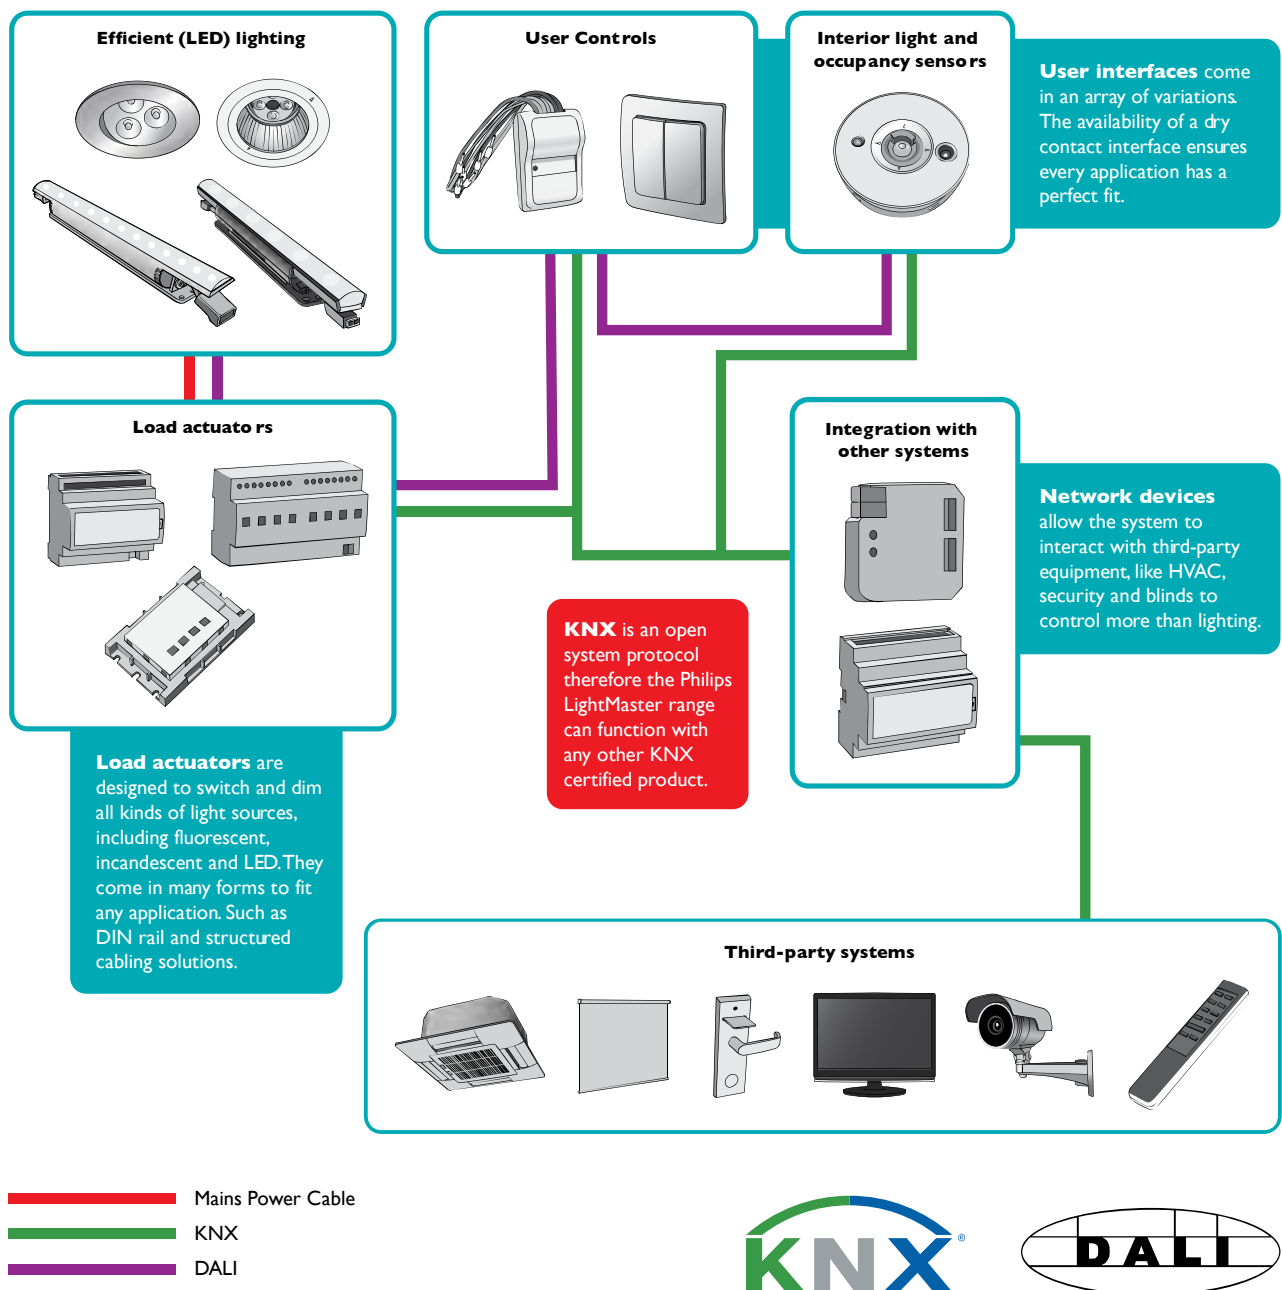 Efficient (LED) lighting
User Controls
Interior light and
occupancy sensors
User interfaces come
in an array of variations.
The availability of a dry
contact interface ensures
every application has a
perfect fit.
Load actuators
Integration with
other systems
Network devices
allow the system to
interact with third-party
equipment, like HVAC,
security and blinds to
control more than lighting.
KNX is an open
system protocol
therefore the Philips
LightMaster range
can function with
any other KNX
certified product.
Load actuators are
designed to switch and dim
all kinds of light sources,
including fluorescent,
incandescent and LED. They
come in many forms to fit
any application. Such as
DIN rail and structured
cabling solutions.
Third-party systems
Mains Power Cable
KNX
DALI
KNX®
DALI